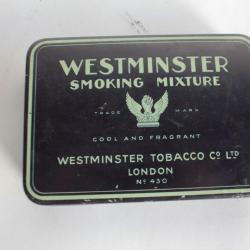 WESTMINSTER
SMOKING MIXTURE
TRADE MARK
COOL AND FRAGRANT
WESTMINSTER TOBACCO Cº LTD
LONDON
Nº 430